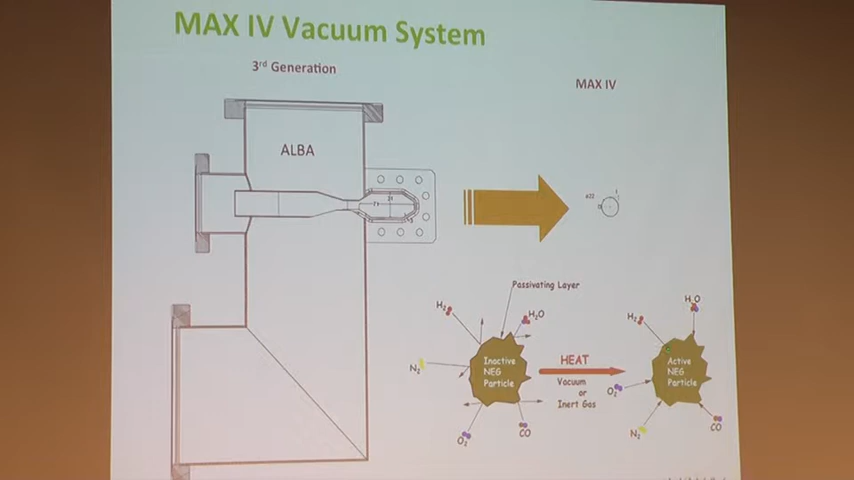 MAX IV Vacuum System
3rd Generation
MAX IV
ALBA
Passivating Layer
H2
H2O
N2
Inactive
NEG
Particle
O2
CO
HEAT
Vacuum
or
Inert Gas
H2
H2O
O2
Active
NEG
Particle
N2
CO